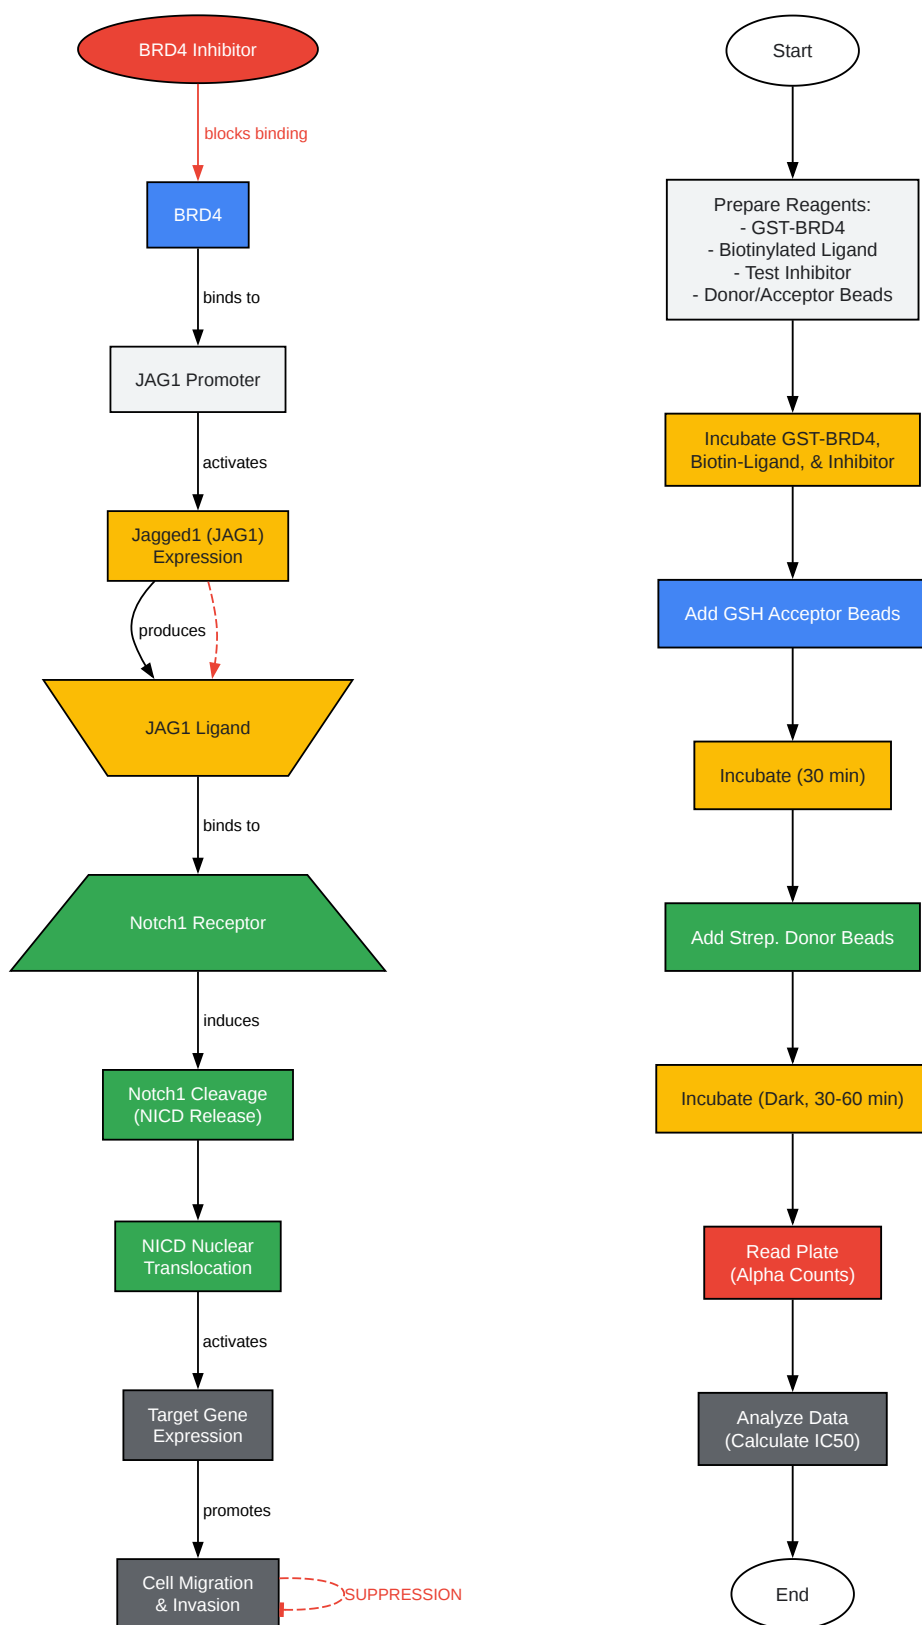 BRD4 Inhibitor
blocks binding
BRD4
binds to
JAG1 Promoter
activates
Jagged1 (JAG1)
Expression
produces
JAG1 Ligand
binds to
Notch1 Receptor
induces
Notch1 Cleavage
(NICD Release)
NICD Nuclear
Translocation
activates
Target Gene
Expression
promotes
Cell Migration
& Invasion
SUPPRESSION
Start
Prepare Reagents:
- GST-BRD4
- Biotinylated Ligand
- Test Inhibitor
- Donor/Acceptor Beads
Incubate GST-BRD4,
Biotin-Ligand, & Inhibitor
Add GSH Acceptor Beads
Incubate (30 min)
Add Strep. Donor Beads
Incubate (Dark, 30-60 min)
Read Plate
(Alpha Counts)
Analyze Data
(Calculate IC50)
End